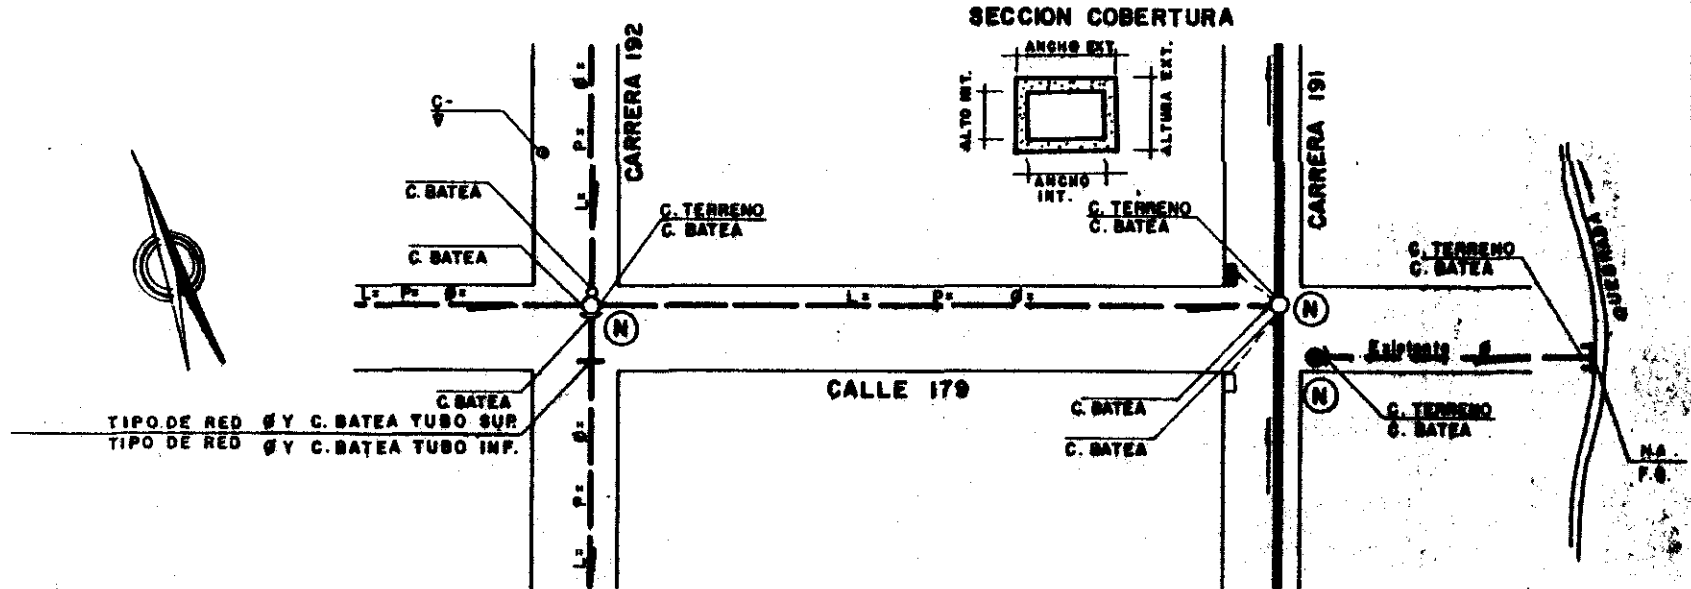 SECCION COBERTURA
ANCHO EXT.
ALTO INT.
ALTURA EXT.
ANCHO
INT.
CARRERA 192
CARRERA 191
Ø=
P=
L=
C-
C. BATEA
C. BATEA
C. TERRENO
C. BATEA
C. TERRENO
C. BATEA
C. TERRENO
C. BATEA
QUEBRADA
L= P= Ø=
L= P= Ø=
N
N
Existente Ø
CALLE 179
N
C. BATEA
C. BATEA
C. TERRENO
C. BATEA
TIPO DE RED Ø Y C. BATEA TUBO SUP.
TIPO DE RED Ø Y C. BATEA TUBO INF.
C. BATEA
N.A.
F.Q.
Ø=
P=
L=